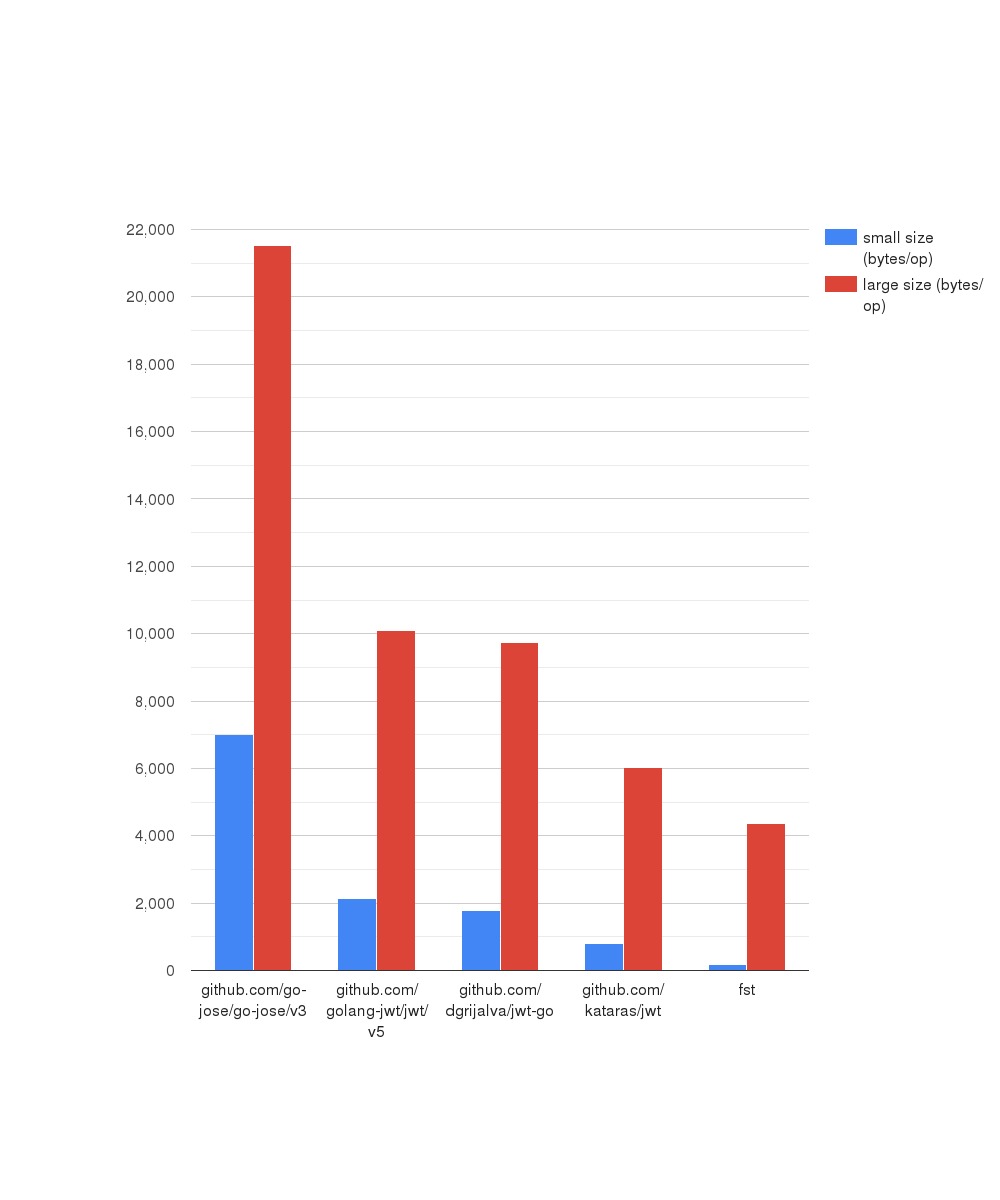 22,000
20,000
18,000
16,000
14,000
12,000
10,000
8,000
6,000
4,000
2,000
0
small size
(bytes/op)
large size (bytes/
op)
github.com/go-
jose/go-jose/v3
github.com/
golang-jwt/jwt/
v5
github.com/
dgrijalva/jwt-go
github.com/
kataras/jwt
fst